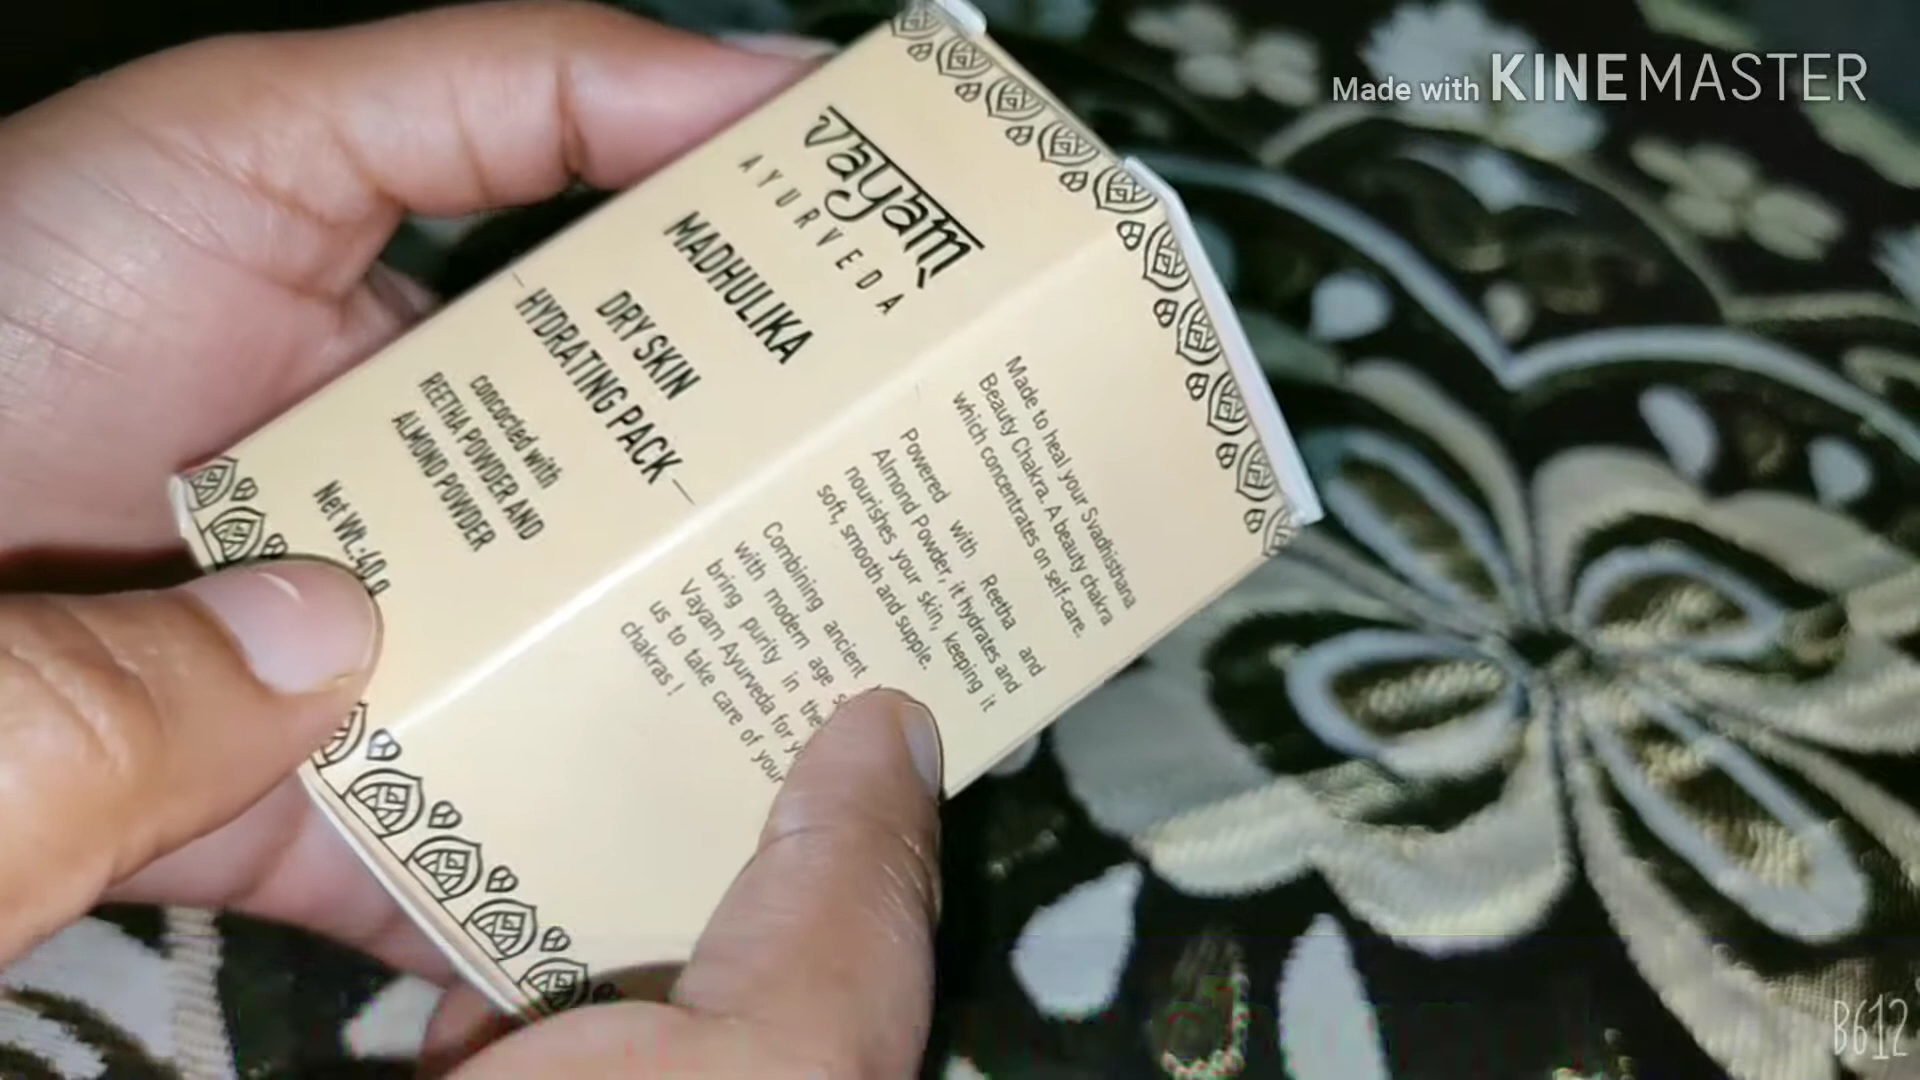 Made with KINEMASTER
vayam
AYURVEDA
MADHULIKA
DRY SKIN
HYDRATING PACK
concocted with
REETHA POWDER AND
ALMOND POWDER
Net Wt.:40 g
Made to heal your Svadhisthana
Beauty Chakra. A beauty chakra
which concentrates on self-care.
Powered with Reetha and
Almond Powder, it hydrates and
nourishes your skin, keeping it
soft, smooth and supple.
Combining ancient
with modern age
bring purity in the
Vayam Ayurveda for
us to take care of your
chakras !
B612